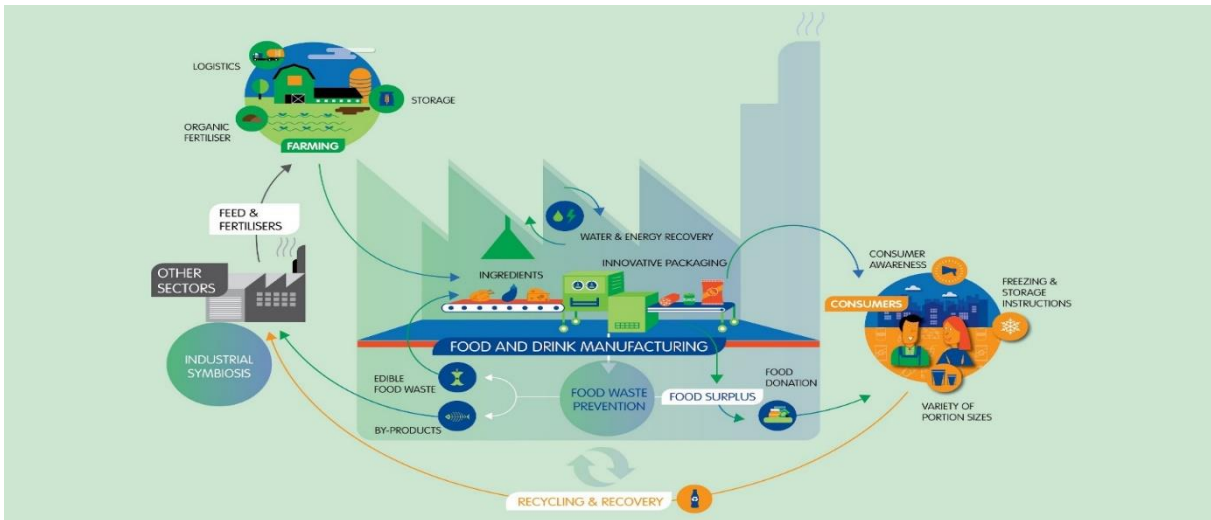 LOGISTICS
STORAGE
ORGANIC
FERTILISER
FARMING
FEED &
FERTILISERS
OTHER
SECTORS
INDUSTRIAL
SYMBIOSIS
WATER & ENERGY RECOVERY
INGREDIENTS
INNOVATIVE PACKAGING
FOOD AND DRINK MANUFACTURING
EDIBLE
FOOD WASTE
BY-PRODUCTS
FOOD WASTE
PREVENTION
FOOD SURPLUS
FOOD
DONATION
CONSUMER
AWARENESS
FREEZING &
STORAGE
INSTRUCTIONS
CONSUMERS
VARIETY OF
PORTION SIZES
RECYCLING & RECOVERY